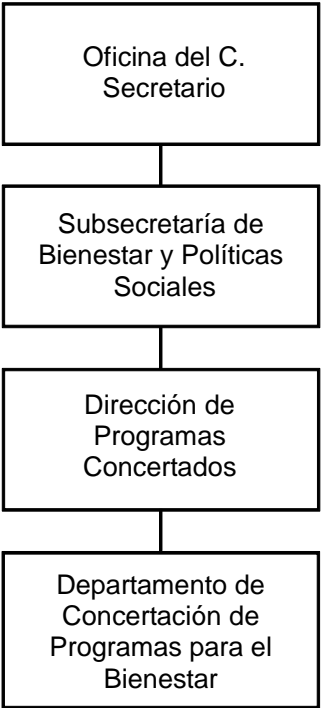 Oficina del C.
Secretario
Subsecretaría de
Bienestar y Políticas
Sociales
Dirección de
Programas
Concertados
Departamento de
Concertación de
Programas para el
Bienestar